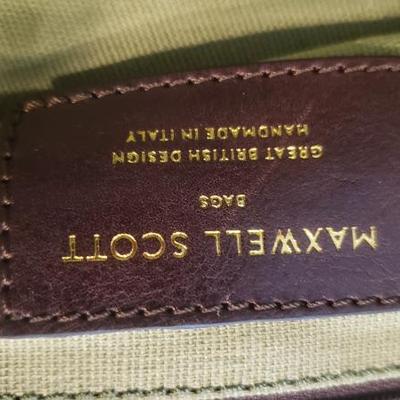 MAXWELL SCOTT
BAGS
GREAT BRITISH DESIGN
HANDMADE IN ITALY